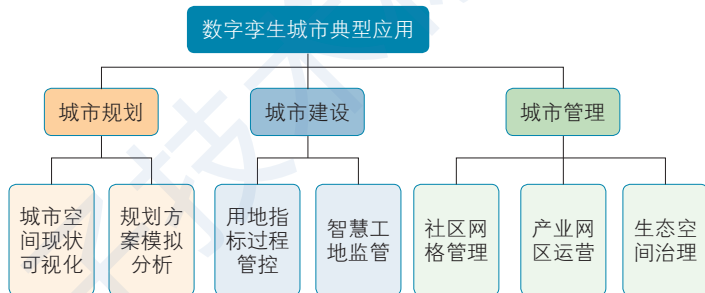 数字孪生城市典型应用
城市规划
城市建设
城市管理
城市空
间现状
可视化
规划方
案模拟
分析
用地指
标过程
管控
智慧工
地监管
社区网
格管理
产业网
区运营
生态空
间治理